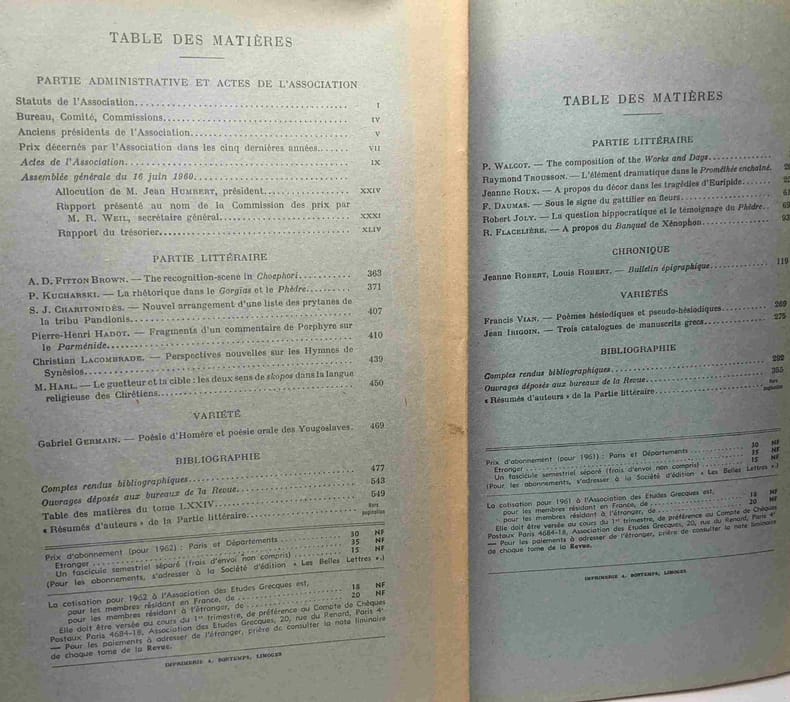 TABLE DES MATIÈRES
PARTIE ADMINISTRATIVE ET ACTES DE L'ASSOCIATION
Statuts de l'Association.......... I
Bureau, Comité, Commissions.......... IV
Anciens présidents de l'Association.......... V
Prix décernés par l'Association dans les cinq dernières années....... VII
Actes de l'Association.......... IX
Assemblée générale du 16 juin 1960..........
Allocution de M. Jean HUMBERT, président.......... XXIV
Rapport présenté au nom de la Commission des prix par
M. R. WEIL, secrétaire général.......... XXXI
Rapport du trésorier.......... XLIV
PARTIE LITTÉRAIRE
A. D. FITTON BROWN. — The recognition-scene in Choephori.......... 363
P. KUCHARSKI. — La rhétorique dans le Gorgias et le Phèdre.......... 371
S. J. CHARITONIDÈS. — Nouvel arrangement d'une liste des prytanes de
la tribu Pandionis.......... 407
Pierre-Henri HADOT. — Fragments d'un commentaire de Porphyre sur
le Parménide.......... 410
Christian LACOMBRADE. — Perspectives nouvelles sur les Hymnes de
Synésios.......... 439
M. HARL. — Le guetteur et la cible : les deux sens de skopos dans la langue
religieuse des Chrétiens.......... 450
VARIÉTÉ
Gabriel GERMAIN. — Poésie d'Homère et poésie orale des Yougoslaves. 469
BIBLIOGRAPHIE
Comptes rendus bibliographiques.......... 477
Ouvrages déposés aux bureaux de la Revue.......... 543
Table des matières du tome LXXIV.......... 549
« Résumés d'auteurs » de la Partie littéraire.......... Hors pagination
Prix d'abonnement (pour 1962) : Paris et Départements .......... 30 NF
Etranger .......... 35 NF
Un fascicule semestriel séparé (frais d'envoi non compris) .......... 15 NF
(Pour les abonnements, s'adresser à la Société d'édition « Les Belles Lettres ».)
La cotisation pour 1962 à l'Association des Etudes Grecques est,
pour les membres résidant en France, de .......... 18 NF
pour les membres résidant à l'étranger, de .......... 20 NF
Elle doit être versée au cours du 1er trimestre, de préférence au Compte de Chèques
Postaux Paris 4684-18, Association des Etudes Grecques, 20, rue du Renard, Paris 4e.
— Pour les paiements à adresser de l'étranger, prière de consulter la note liminaire
de chaque tome de la Revue.
IMPRIMERIE A. BONTEMPS, LIMOGES
TABLE DES MATIÈRES
PARTIE LITTÉRAIRE
P. WALCOT. — The composition of the Works and Days..........
Raymond TROUSSON. — L'élément dramatique dans le Prométhée enchaîné.
Jeanne ROUX. — A propos du décor dans les tragédies d'Euripide..........
F. DAUMAS. — Sous le signe du gattilier en fleurs..........
Robert JOLY. — La question hippocratique et le témoignage du Phèdre..
R. FLACELIÈRE. — A propos du Banquet de Xénophon..........
CHRONIQUE
Jeanne ROBERT, Louis ROBERT. — Bulletin épigraphique.......... 119
VARIÉTÉS
Francis VIAN. — Poèmes hésiodiques et pseudo-hésiodiques.......... 269
Jean IRIGOIN. — Trois catalogues de manuscrits grecs.......... 275
BIBLIOGRAPHIE
Comptes rendus bibliographiques..........
Ouvrages déposés aux bureaux de la Revue.......... 355
« Résumés d'auteurs » de la Partie littéraire.......... Hors pagination
Prix d'abonnement (pour 1961) : Paris et Départements .......... 30 NF
Etranger .......... 35 NF
Un fascicule semestriel séparé (frais d'envoi non compris) .......... 15 NF
(Pour les abonnements, s'adresser à la Société d'édition « Les Belles Lettres ».)
La cotisation pour 1961 à l'Association des Etudes Grecques est,
pour les membres résidant en France, de .......... 18 NF
pour les membres résidant à l'étranger, de .......... 20 NF
Elle doit être versée au cours du 1er trimestre, de préférence au Compte de Chèques
Postaux Paris 4684-18, Association des Etudes Grecques, 20, rue du Renard, Paris 4e.
— Pour les paiements à adresser de l'étranger, prière de consulter la note liminaire
de chaque tome de la Revue.
IMPRIMERIE A. BONTEMPS, LIMOGES